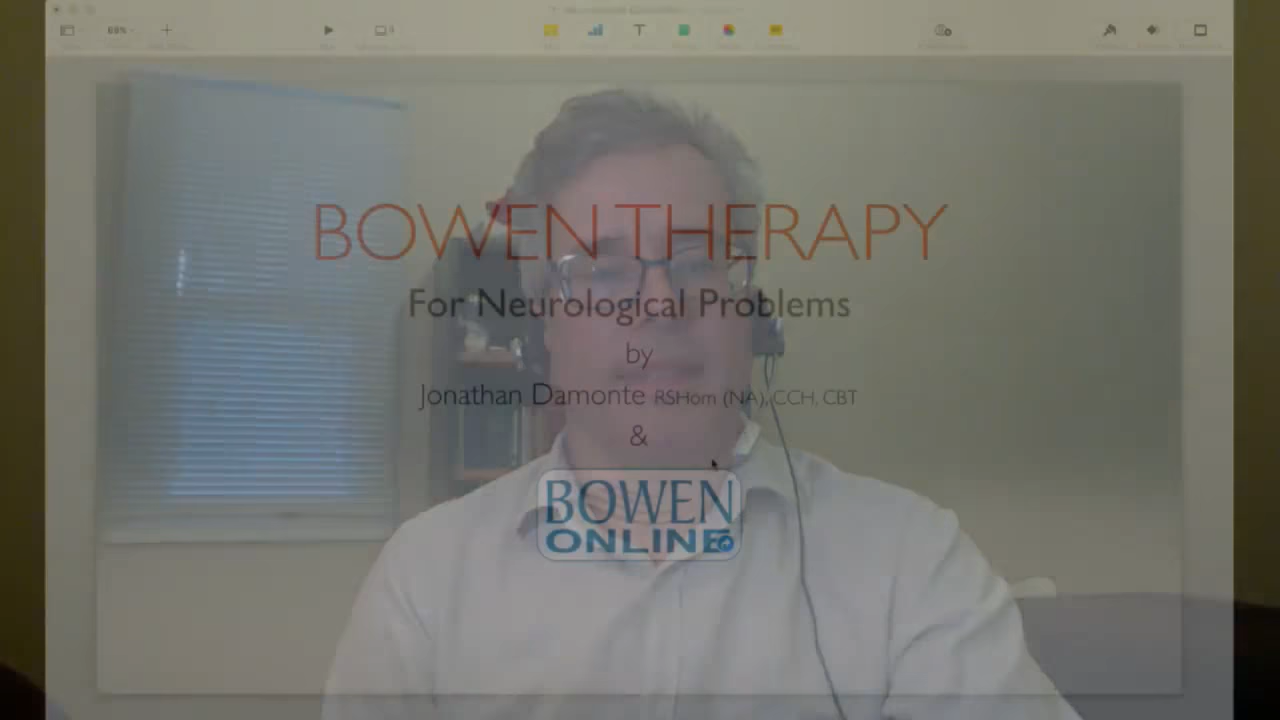 BOWEN THERAPY
For Neurological Problems
by
Jonathan Damonte RSHom (NA), CCH, CBT
&
BOWEN
ONLINE